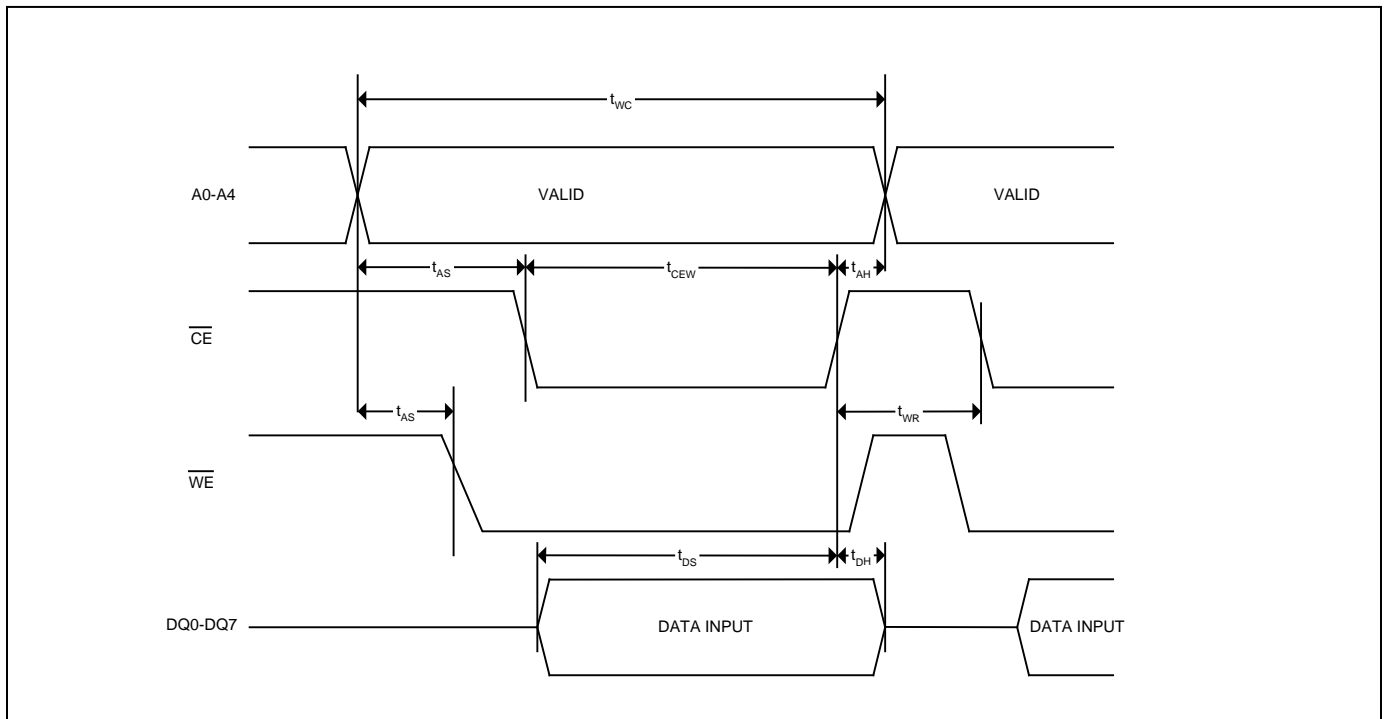 tWC
A0-A4 VALID VALID
tAS tCEW tAH
CE
tAS tWR
WE
tDS tDH
DQ0-DQ7 DATA INPUT DATA INPUT